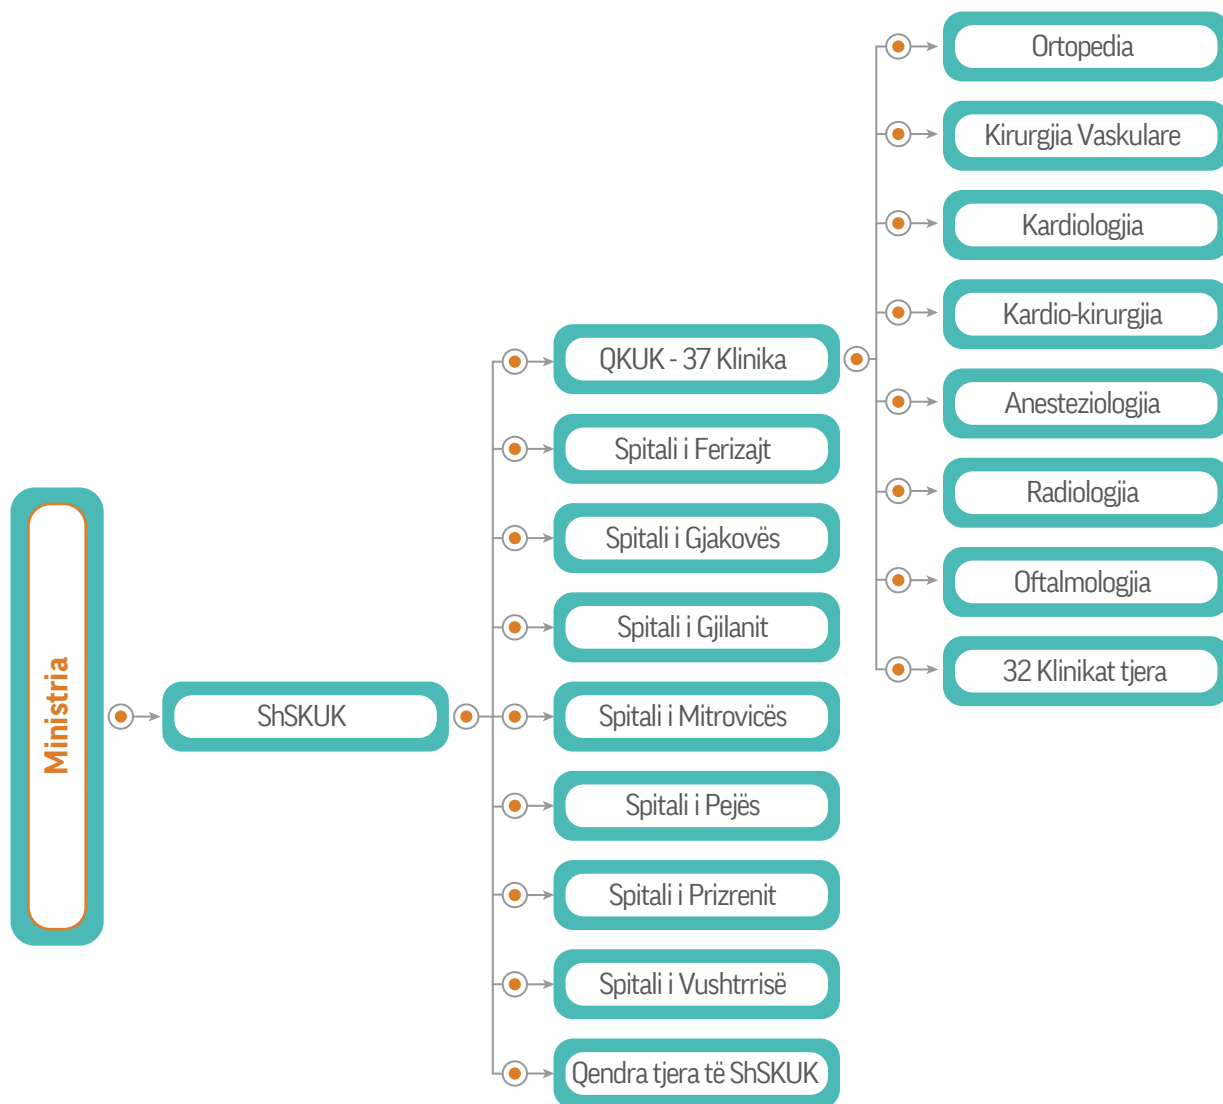 Ministria
ShSKUK
QKUK - 37 Klinika
Spitali i Ferizajt
Spitali i Gjakovës
Spitali i Gjilanit
Spitali i Mitrovicës
Spitali i Pejës
Spitali i Prizrenit
Spitali i Vushtrrisë
Qendra tjera të ShSKUK
Ortopedia
Kirurgjia Vaskulare
Kardiologjia
Kardio-kirurgjia
Anesteziologjia
Radiologjia
Oftalmologjia
32 Klinikat tjera